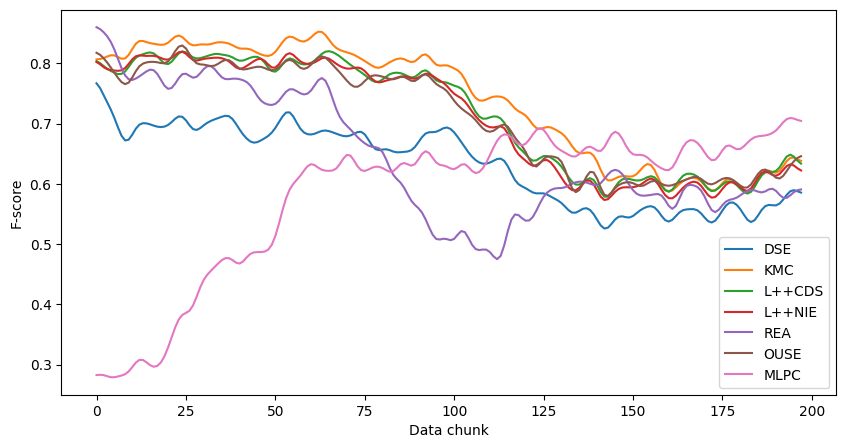 F-score
0.8
0.7
0.6
0.5
0.4
0.3
0
25
50
75
100
125
150
175
200
Data chunk
DSE
KMC
L++CDS
L++NIE
REA
OUSE
MLPC